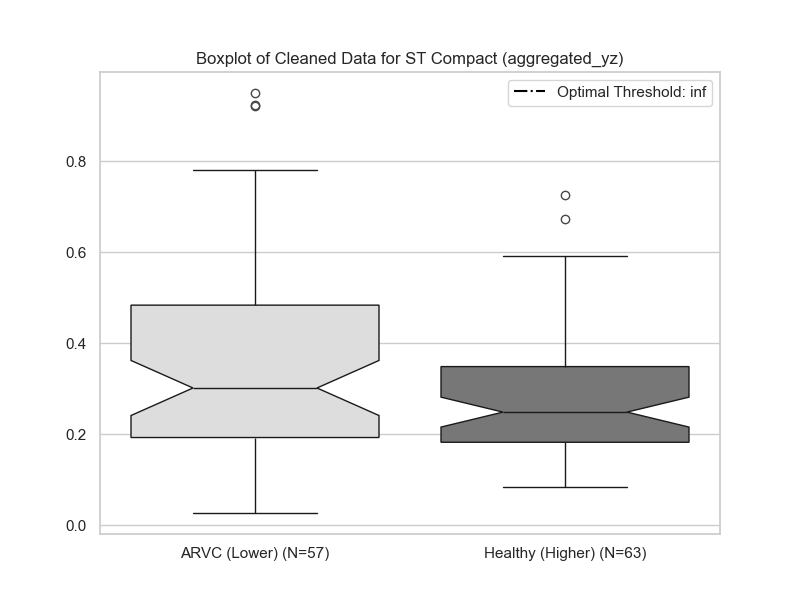 Boxplot of Cleaned Data for ST Compact (aggregated_yz)
Optimal Threshold: inf
0.8
0.6
0.4
0.2
0.0
ARVC (Lower) (N=57)
Healthy (Higher) (N=63)